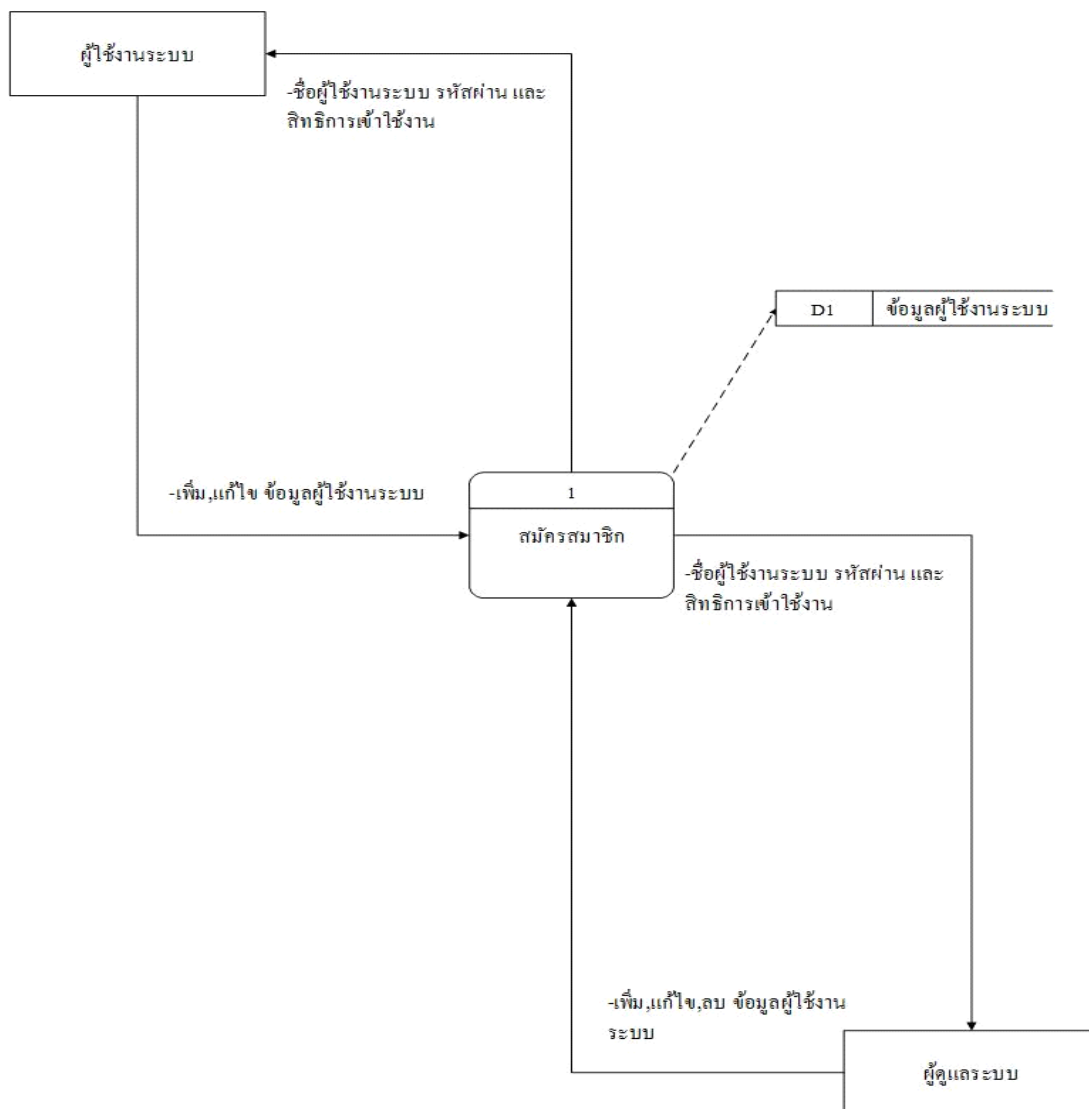 ผู้ใช้งานระบบ
-ชื่อผู้ใช้งานระบบ รหัสผ่าน และ
สิทธิการเข้าใช้งาน
D1 ข้อมูลผู้ใช้งานระบบ
-เพิ่ม,แก้ไข ข้อมูลผู้ใช้งานระบบ
1
สมัครสมาชิก
-ชื่อผู้ใช้งานระบบ รหัสผ่าน และ
สิทธิการเข้าใช้งาน
-เพิ่ม,แก้ไข,ลบ ข้อมูลผู้ใช้งาน
ระบบ
ผู้ดูแลระบบ